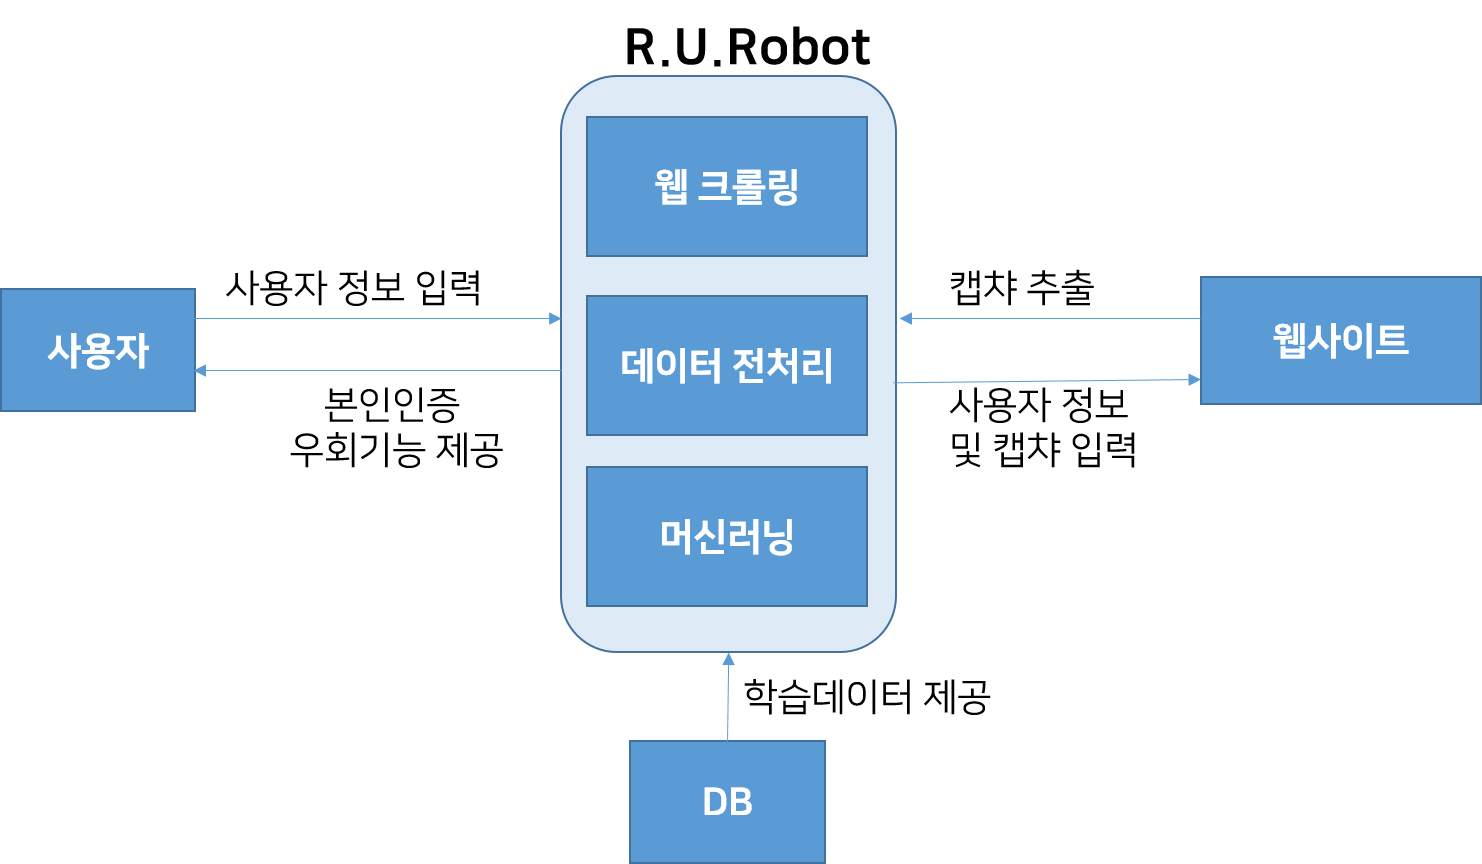 R.U.Robot
웹 크롤링
사용자 정보 입력
캡챠 추출
사용자
데이터 전처리
웹사이트
본인인증
우회기능 제공
사용자 정보
및 캡챠 입력
머신러닝
학습데이터 제공
DB